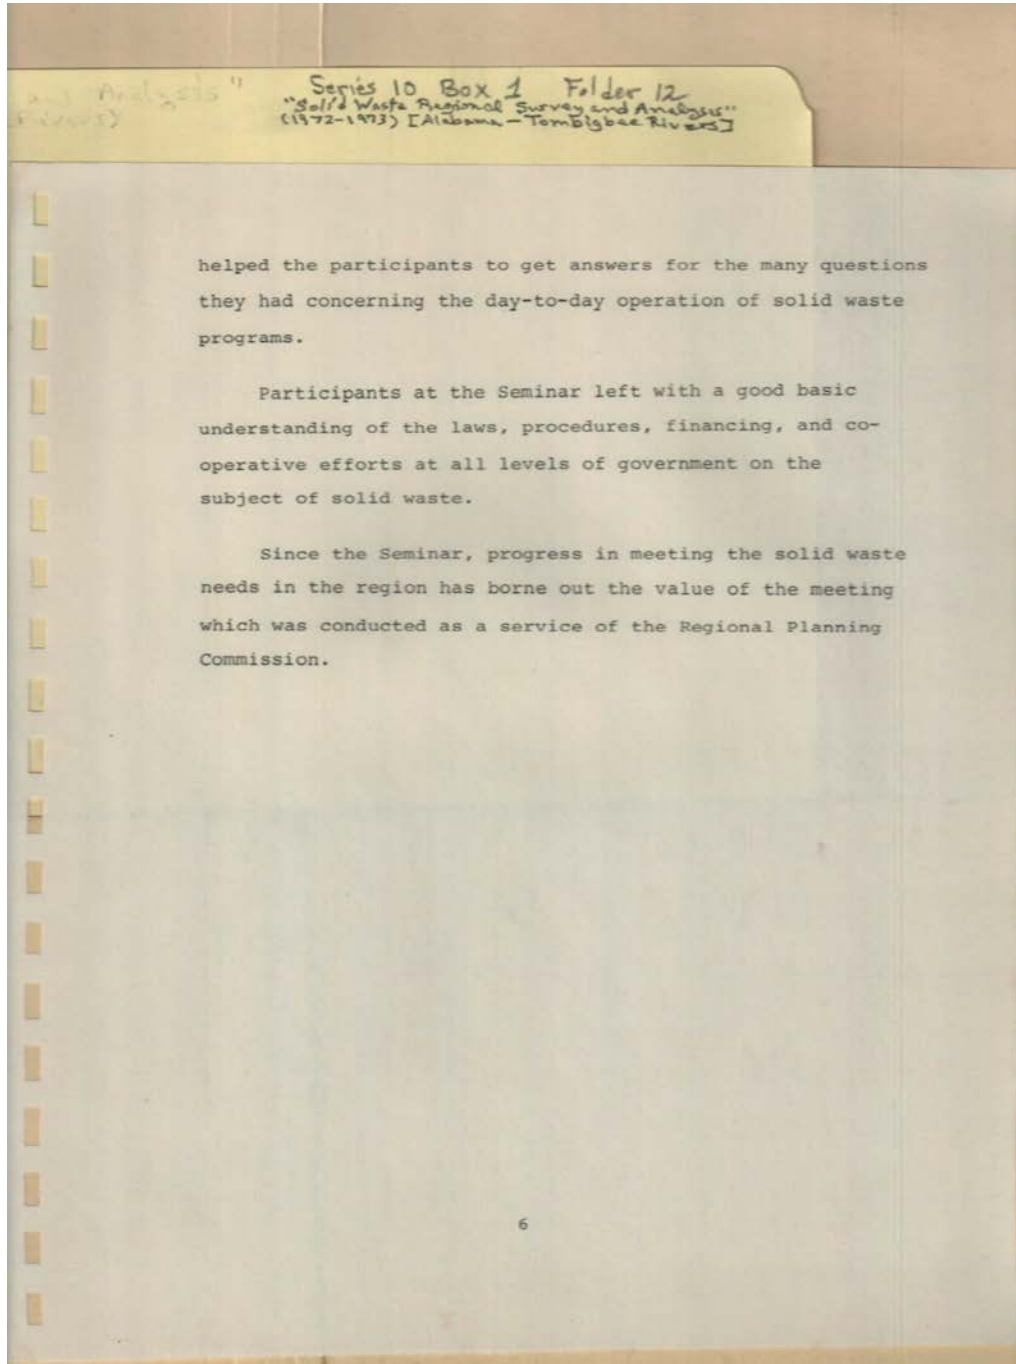 and Analysis"
Rivers)
Series 10 Box 1 Folder 12
"Solid Waste Regional Survey and Analysis"
(1972-1973) [Alabama - Tombigbee Rivers]
helped the participants to get answers for the many questions
they had concerning the day-to-day operation of solid waste
programs.
Participants at the Seminar left with a good basic
understanding of the laws, procedures, financing, and co-
operative efforts at all levels of government on the
subject of solid waste.
Since the Seminar, progress in meeting the solid waste
needs in the region has borne out the value of the meeting
which was conducted as a service of the Regional Planning
Commission.
6